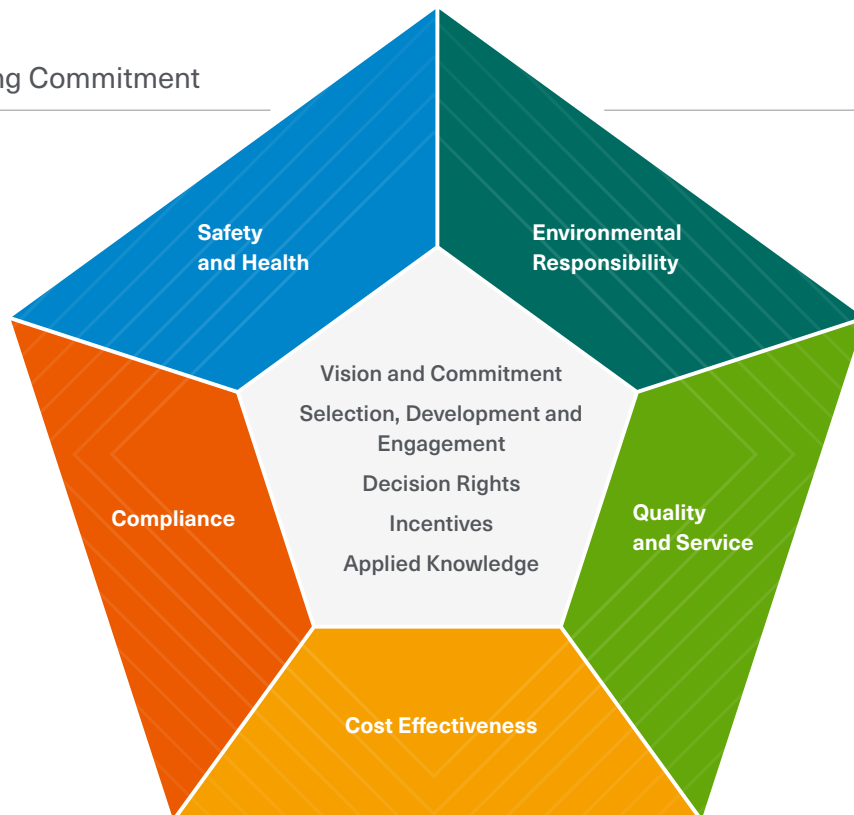 ng Commitment
Safety
and Health
Environmental
Responsibility
Vision and Commitment
Selection, Development and
Engagement
Decision Rights
Incentives
Applied Knowledge
Compliance
Quality
and Service
Cost Effectiveness